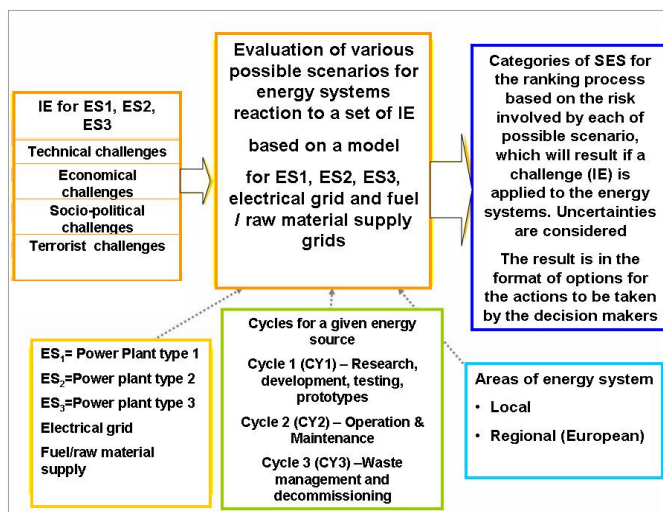 IE for ES1, ES2,
ES3
Technical challenges
Economical
challenges
Socio-political
challenges
Terrorist challenges
Evaluation of various
possible scenarios for
energy systems
reaction to a set of IE
based on a model
for ES1, ES2, ES3,
electrical grid and fuel
/ raw material supply
grids
Categories of SES for
the ranking process
based on the risk
involved by each of
possible scenario,
which will result if a
challenge (IE) is
applied to the energy
systems. Uncertainties
are considered
The result is in the
format of options for
the actions to be taken
by the decision makers
ES1= Power Plant type 1
ES2=Power plant type 2
ES3=Power plant type 3
Electrical grid
Fuel/raw material
supply
Cycles for a given energy
source
Cycle 1 (CY1) – Research,
development, testing,
prototypes
Cycle 2 (CY2) – Operation &
Maintenance
Cycle 3 (CY3) –Waste
management and
decommissioning
Areas of energy system
• Local
• Regional (European)